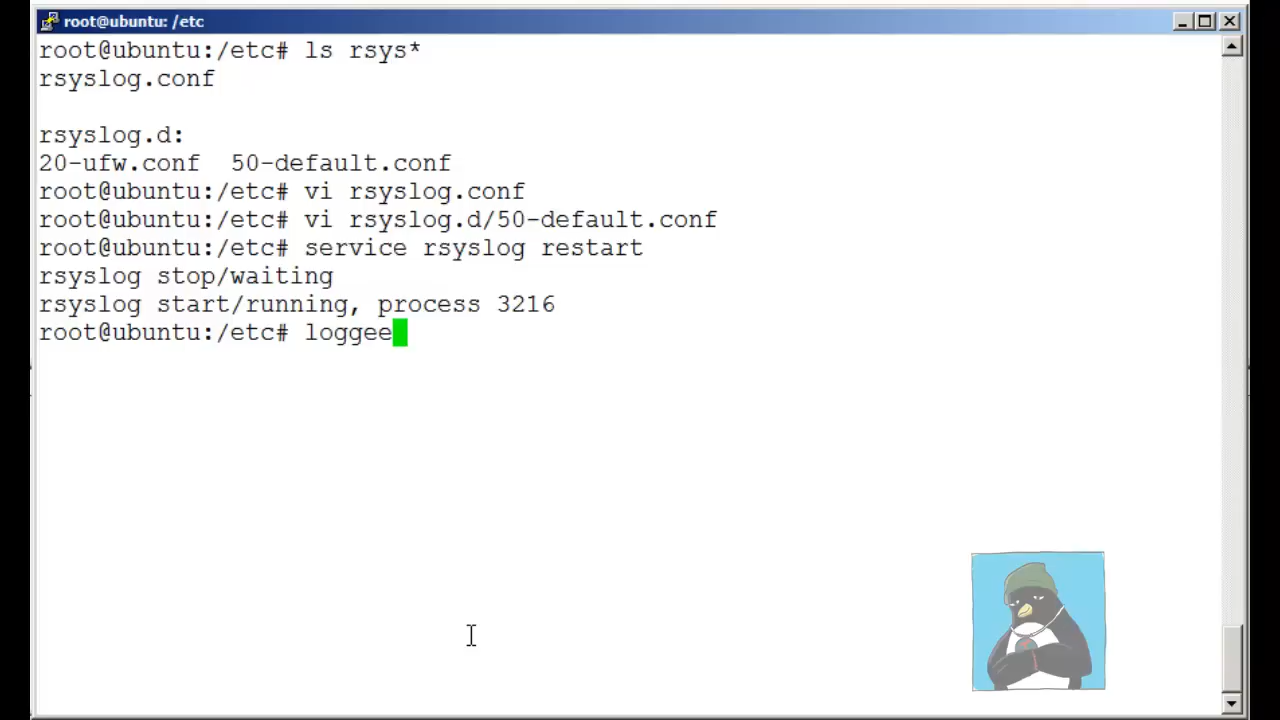 root@ubuntu: /etc
root@ubuntu:/etc# ls rsys*
rsyslog.conf
rsyslog.d:
20-ufw.conf  50-default.conf
root@ubuntu:/etc# vi rsyslog.conf
root@ubuntu:/etc# vi rsyslog.d/50-default.conf
root@ubuntu:/etc# service rsyslog restart
rsyslog stop/waiting
rsyslog start/running, process 3216
root@ubuntu:/etc# loggee